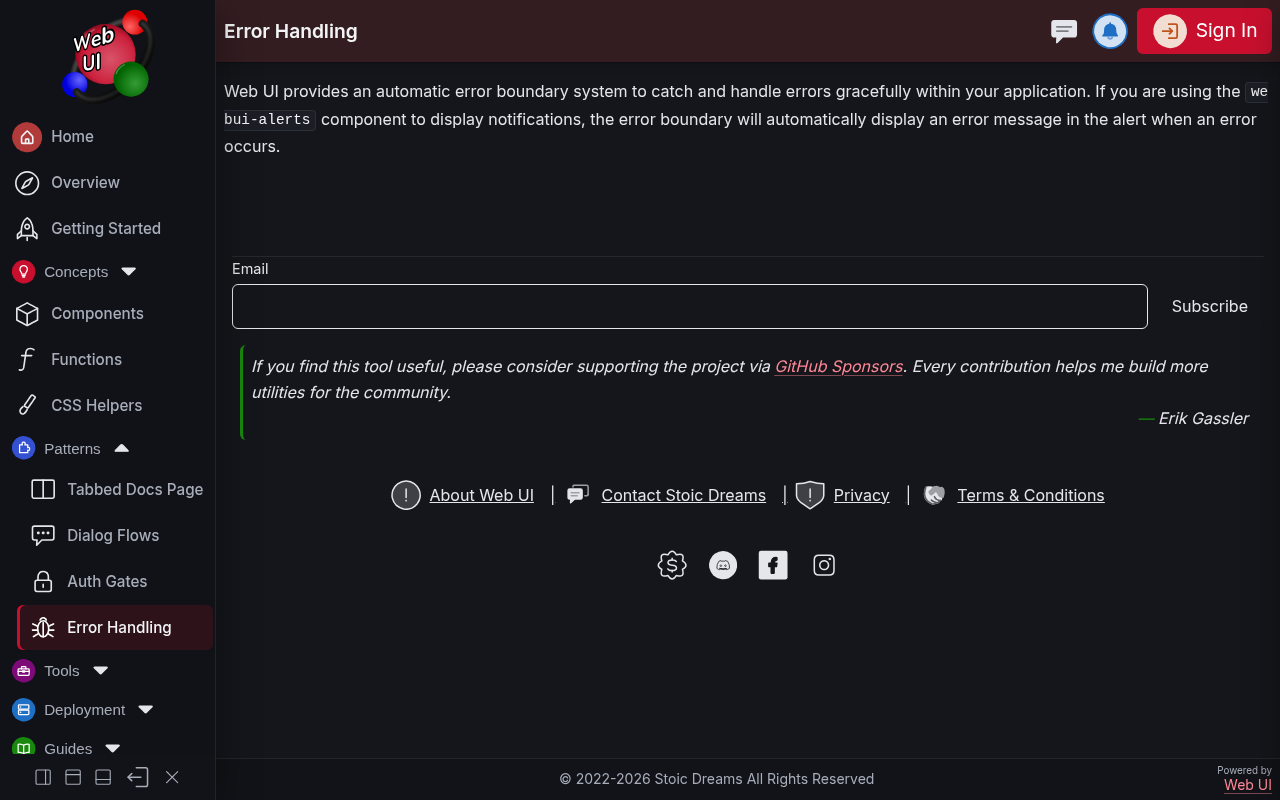 Web
UI
Home
Overview
Getting Started
Concepts
Components
Functions
CSS Helpers
Patterns
Tabbed Docs Page
Dialog Flows
Auth Gates
Error Handling
Tools
Deployment
Guides
Error Handling
Sign In
Web UI provides an automatic error boundary system to catch and handle errors gracefully within your application. If you are using the we
bui-alerts component to display notifications, the error boundary will automatically display an error message in the alert when an error
occurs.
Email
Subscribe
If you find this tool useful, please consider supporting the project via GitHub Sponsors. Every contribution helps me build more
utilities for the community.
— Erik Gassler
About Web UI | Contact Stoic Dreams | Privacy | Terms & Conditions
© 2022-2026 Stoic Dreams All Rights Reserved
Powered by
Web UI